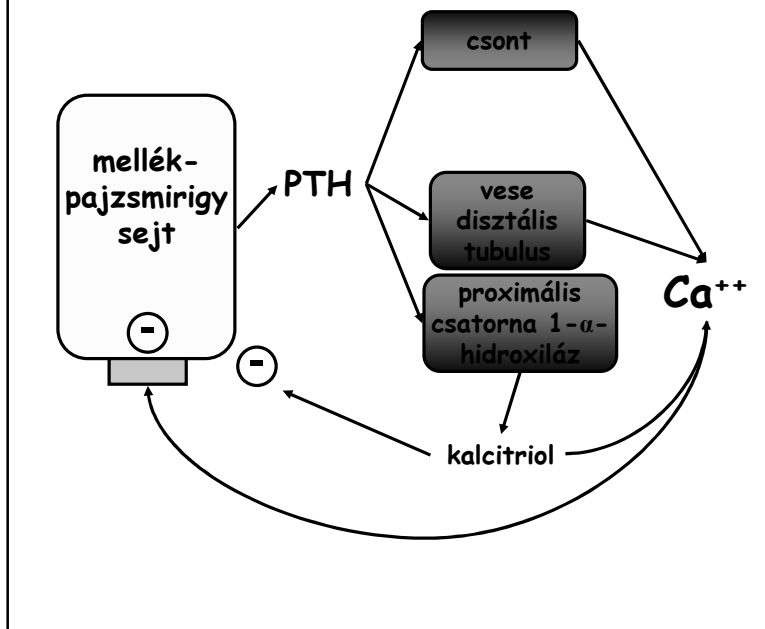 csont
mellék-
pajzsmirigy
sejt
PTH
vese
disztális
tubulus
Ca++
proximális
csatorna 1-α-
hidroxiláz
-
-
kalcitriol